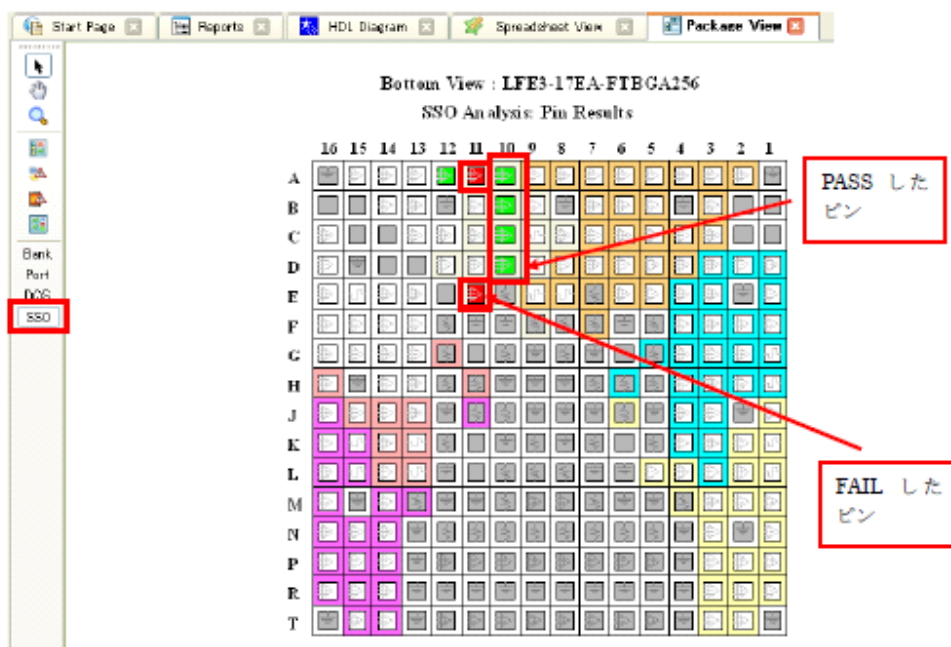 Start Page
Reports
HDL Diagram
Spreadsheet View
Package View
Bottom View : LFE3-17EA-FTBGA256
SSO Analysis: Pin Results
16 15 14 13 12 11 10 9 8 7 6 5 4 3 2 1
A
B
C
D
E
F
G
H
J
K
L
M
N
P
R
T
Bank
Port
DQS
SSO
PASS した
ピン
FAIL した
ピン